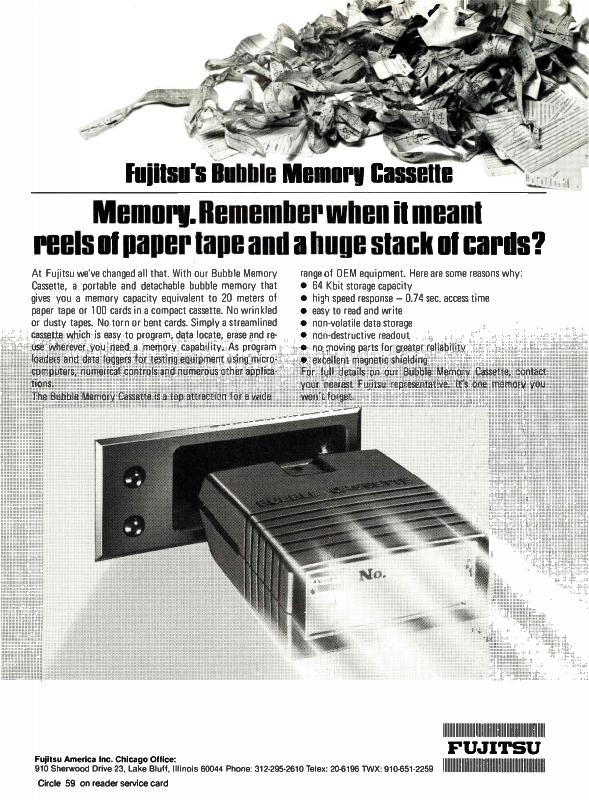 Fujitsu's Bubble Memory Cassette
Memory. Remember when it meant
reels of paper tape and a huge stack of cards?
At Fujitsu we've changed all that. With our Bubble Memory
Cassette, a portable and detachable bubble memory that
gives you a memory capacity equivalent to 20 meters of
paper tape or 100 cards in a compact cassette. No wrinkled
or dusty tapes. No torn or bent cards. Simply a streamlined
cassette which is easy to program, data locate, erase and re-
use wherever you need a memory capability. As program
loaders and data loggers for testing equipment using micro-
computers, numerical controls and numerous other applica-
tions.
The Bubble Memory Cassette is a top attraction for a wide
range of OEM equipment. Here are some reasons why:
● 64 Kbit storage capacity
● high speed response – 0.74 sec. access time
● easy to read and write
● non-volatile data storage
● non-destructive readout
● no moving parts for greater reliability
● excellent magnetic shielding
For full details on our Bubble Memory Cassette, contact
your nearest Fujitsu representative. It's one memory you
won't forget.
BUBBLE CASSETTE
No.
FUJITSU
Fujitsu America Inc. Chicago Office:
910 Sherwood Drive 23, Lake Bluff, Illinois 60044 Phone: 312-295-2610 Telex: 20-6196 TWX: 910-651-2259
Circle 59 on reader service card